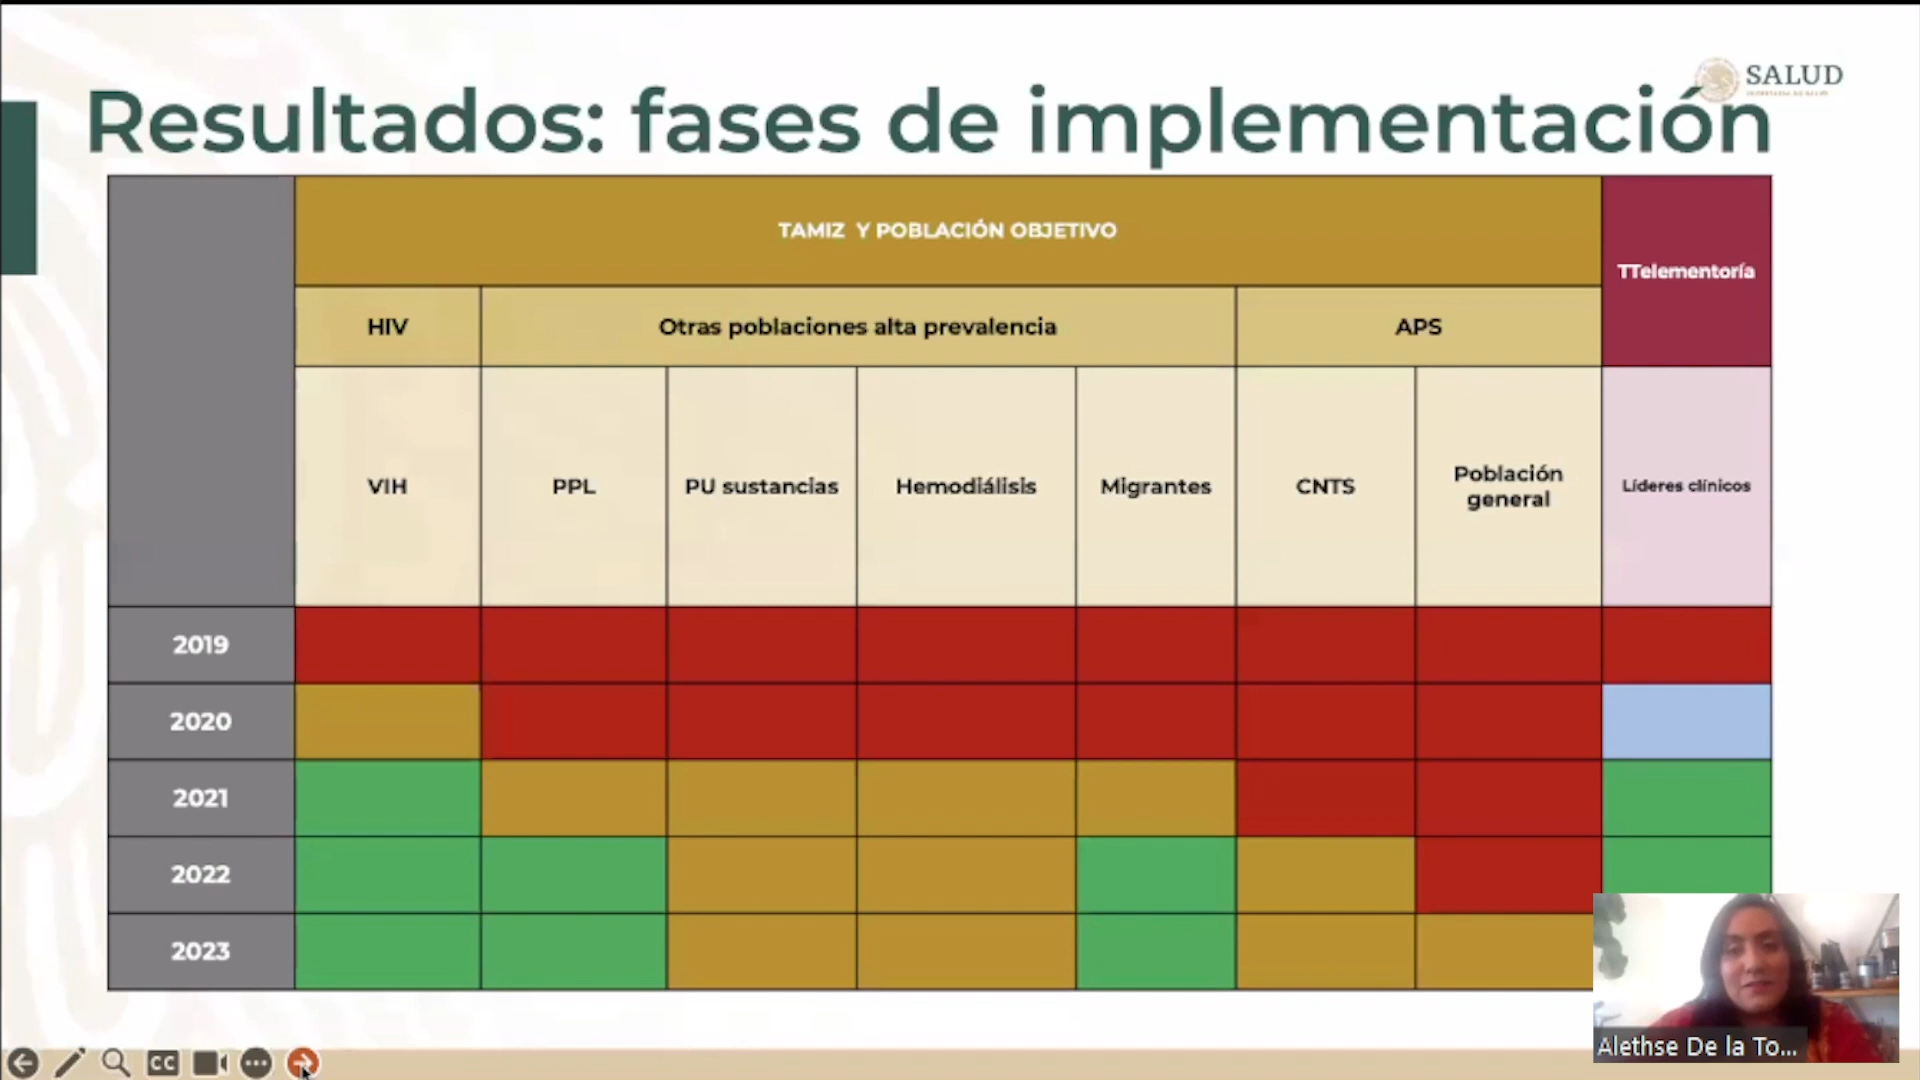 SALUD
Resultados: fases de implementación
TAMIZ Y POBLACIÓN OBJETIVO
TTelementoría
HIV
Otras poblaciones alta prevalencia
APS
VIH
PPL
PU sustancias
Hemodiálisis
Migrantes
CNTS
Población
general
Líderes clínicos
2019
2020
2021
2022
2023
CC
Alethse De la To...